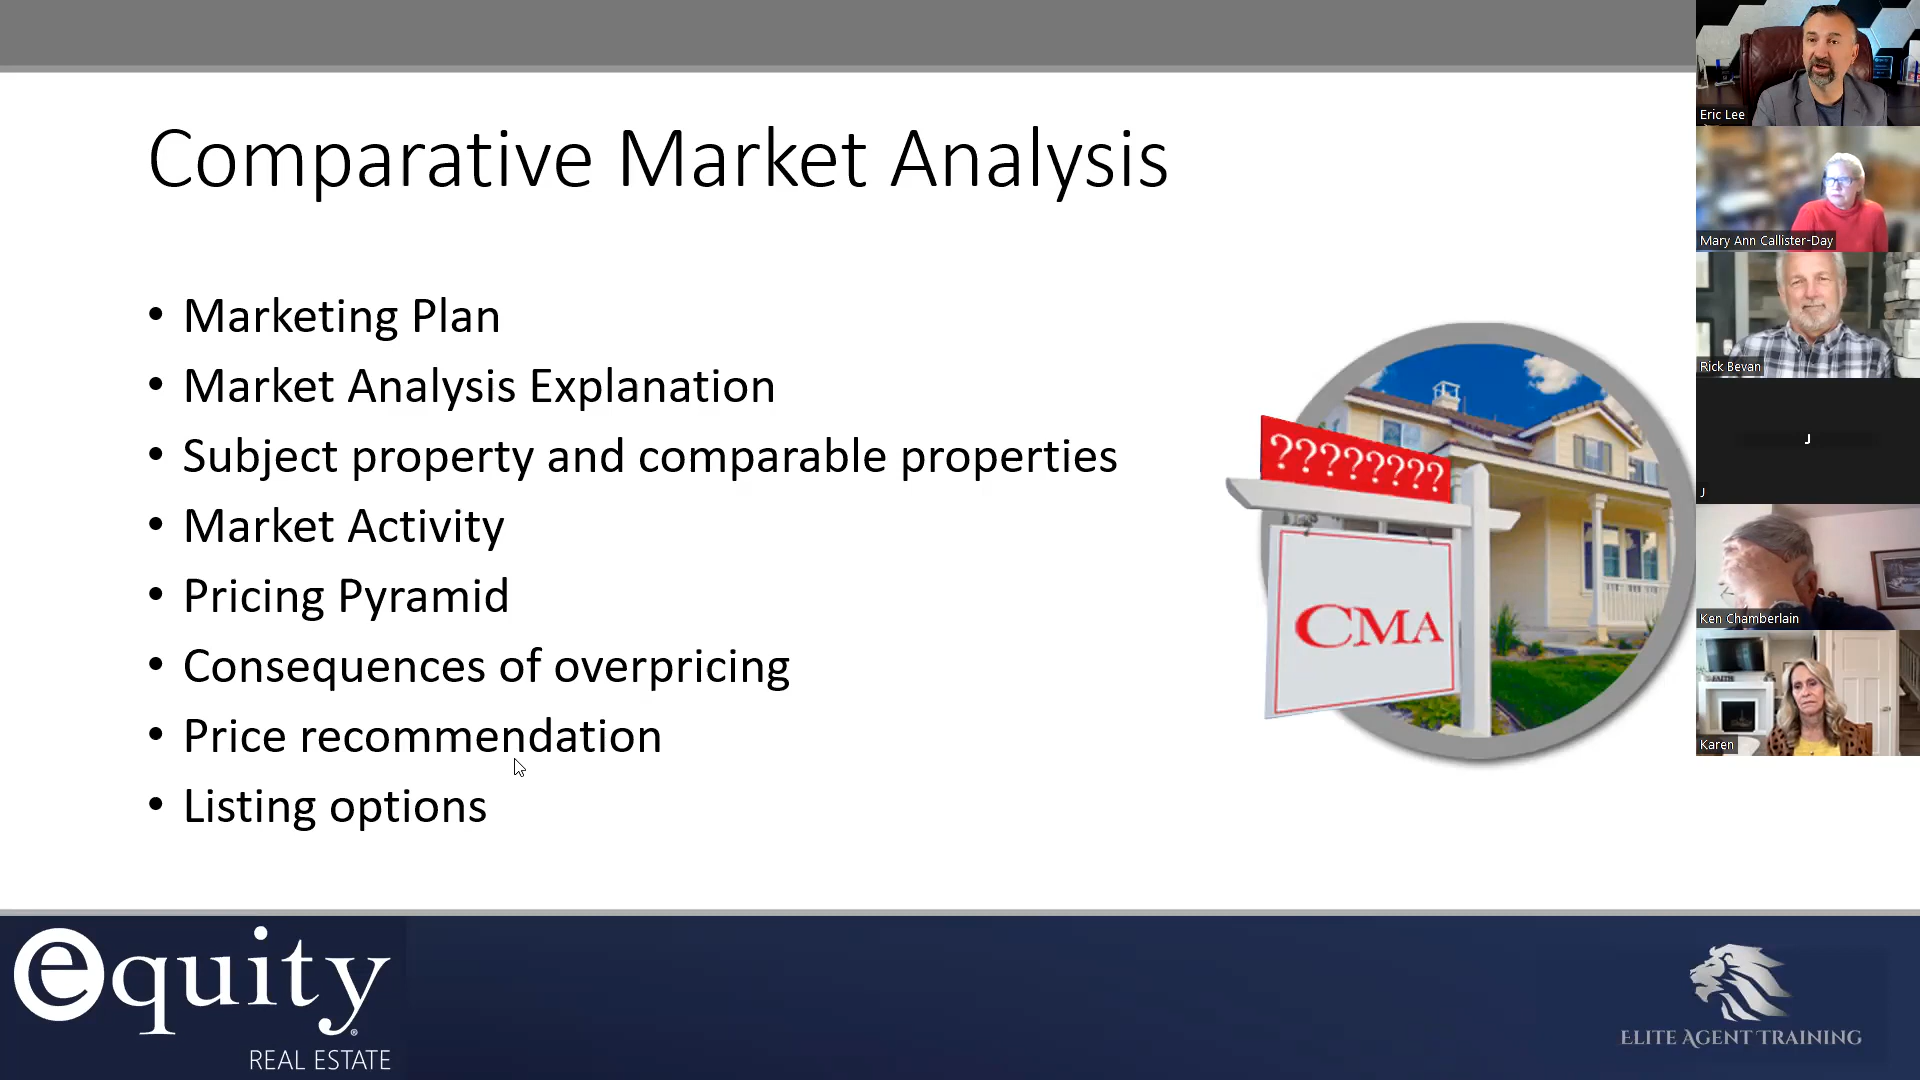 Comparative Market Analysis
• Marketing Plan
• Market Analysis Explanation
• Subject property and comparable properties
• Market Activity
• Pricing Pyramid
• Consequences of overpricing
• Price recommendation
• Listing options
????????
CMA
equity®
REAL ESTATE
ELITE AGENT TRAINING
Eric Lee
Mary Ann Callister-Day
Rick Bevan
J
J
Ken Chamberlain
Karen